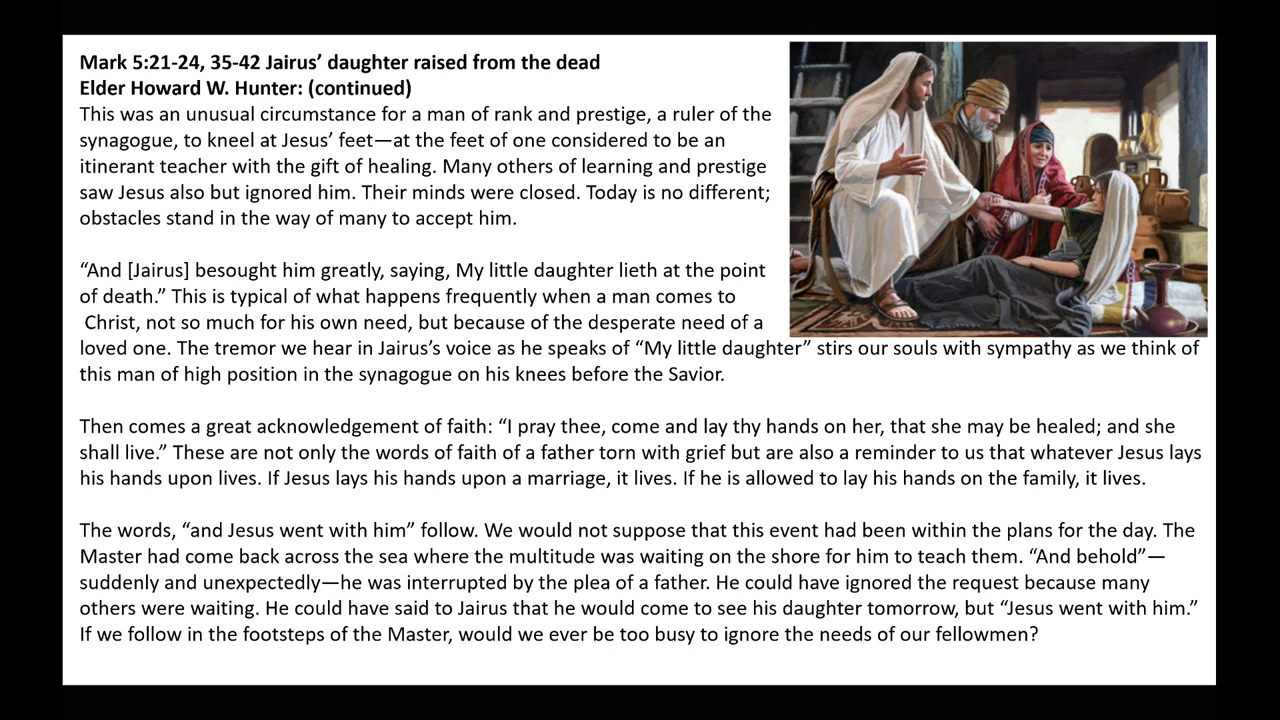 Mark 5:21-24, 35-42 Jairus’ daughter raised from the dead
Elder Howard W. Hunter: (continued)
This was an unusual circumstance for a man of rank and prestige, a ruler of the
synagogue, to kneel at Jesus’ feet—at the feet of one considered to be an
itinerant teacher with the gift of healing. Many others of learning and prestige
saw Jesus also but ignored him. Their minds were closed. Today is no different;
obstacles stand in the way of many to accept him.
“And [Jairus] besought him greatly, saying, My little daughter lieth at the point
of death.” This is typical of what happens frequently when a man comes to
Christ, not so much for his own need, but because of the desperate need of a
loved one. The tremor we hear in Jairus’s voice as he speaks of “My little daughter” stirs our souls with sympathy as we think of
this man of high position in the synagogue on his knees before the Savior.
Then comes a great acknowledgement of faith: “I pray thee, come and lay thy hands on her, that she may be healed; and she
shall live.” These are not only the words of faith of a father torn with grief but are also a reminder to us that whatever Jesus lays
his hands upon lives. If Jesus lays his hands upon a marriage, it lives. If he is allowed to lay his hands on the family, it lives.
The words, “and Jesus went with him” follow. We would not suppose that this event had been within the plans for the day. The
Master had come back across the sea where the multitude was waiting on the shore for him to teach them. “And behold”—
suddenly and unexpectedly—he was interrupted by the plea of a father. He could have ignored the request because many
others were waiting. He could have said to Jairus that he would come to see his daughter tomorrow, but “Jesus went with him.”
If we follow in the footsteps of the Master, would we ever be too busy to ignore the needs of our fellowmen?